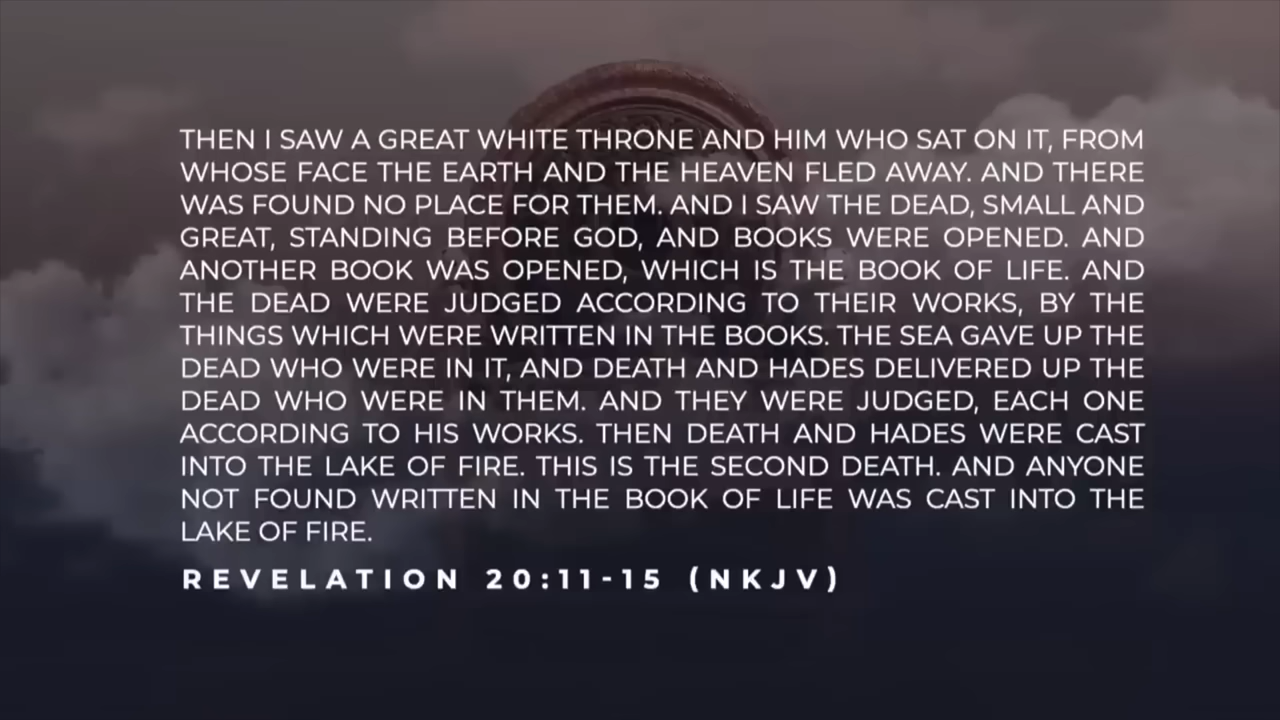 THEN I SAW A GREAT WHITE THRONE AND HIM WHO SAT ON IT, FROM
WHOSE FACE THE EARTH AND THE HEAVEN FLED AWAY. AND THERE
WAS FOUND NO PLACE FOR THEM. AND I SAW THE DEAD, SMALL AND
GREAT, STANDING BEFORE GOD, AND BOOKS WERE OPENED. AND
ANOTHER BOOK WAS OPENED, WHICH IS THE BOOK OF LIFE. AND
THE DEAD WERE JUDGED ACCORDING TO THEIR WORKS, BY THE
THINGS WHICH WERE WRITTEN IN THE BOOKS. THE SEA GAVE UP THE
DEAD WHO WERE IN IT, AND DEATH AND HADES DELIVERED UP THE
DEAD WHO WERE IN THEM. AND THEY WERE JUDGED, EACH ONE
ACCORDING TO HIS WORKS. THEN DEATH AND HADES WERE CAST
INTO THE LAKE OF FIRE. THIS IS THE SECOND DEATH. AND ANYONE
NOT FOUND WRITTEN IN THE BOOK OF LIFE WAS CAST INTO THE
LAKE OF FIRE.
REVELATION 20:11-15 (NKJV)